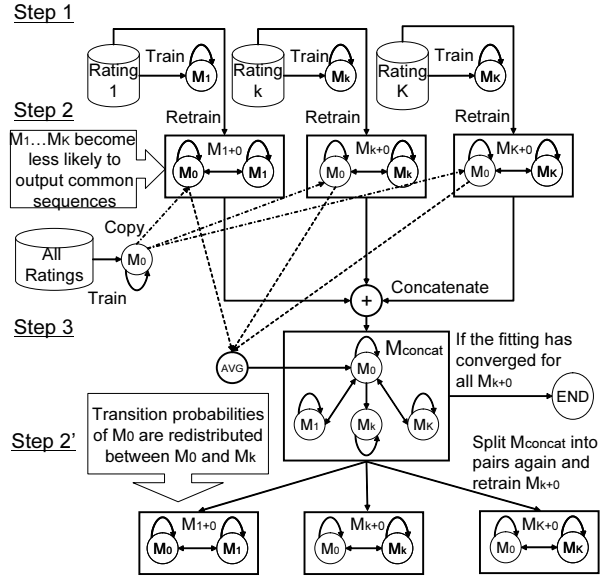 Step 1
Rating
1
Train
M1
Rating
k
Train
Mk
Rating
K
Train
MK
Step 2
Retrain
Retrain
Retrain
M1…MK become
less likely to
output common
sequences
M1+0
M0
M1
Mk+0
M0
Mk
MK+0
M0
MK
Copy
All
Ratings
M0
Train
+
Concatenate
Step 3
AVG
Mconcat
M0
M1
Mk
MK
If the fitting has
converged for
all Mk+0
END
Transition probabilities
of M0 are redistributed
between M0 and Mk
Step 2'
Split Mconcat into
pairs again and
retrain Mk+0
M1+0
M0
M1
Mk+0
M0
Mk
MK+0
M0
MK